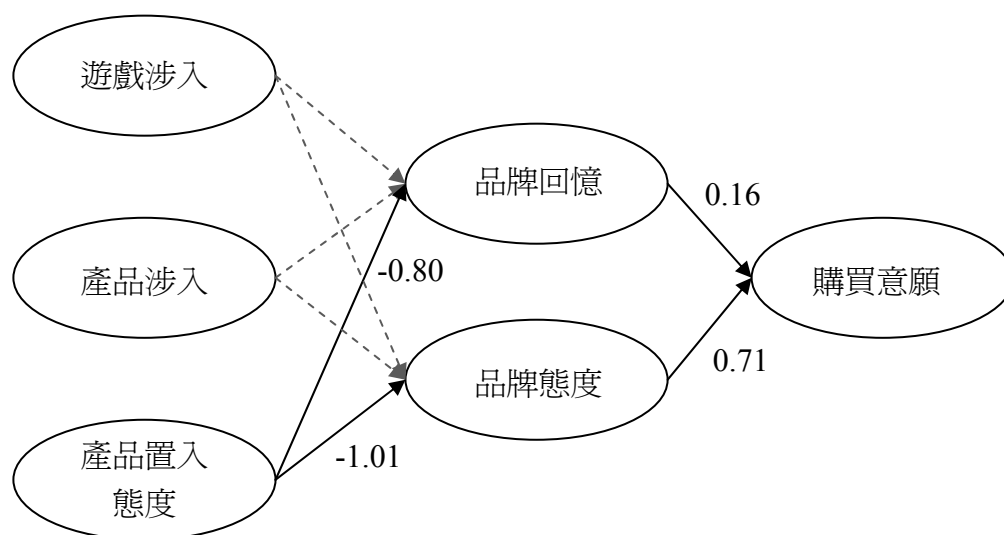 遊戲涉入
品牌回憶
0.16
產品涉入
-0.80
購買意願
品牌態度
0.71
產品置入
態度
-1.01